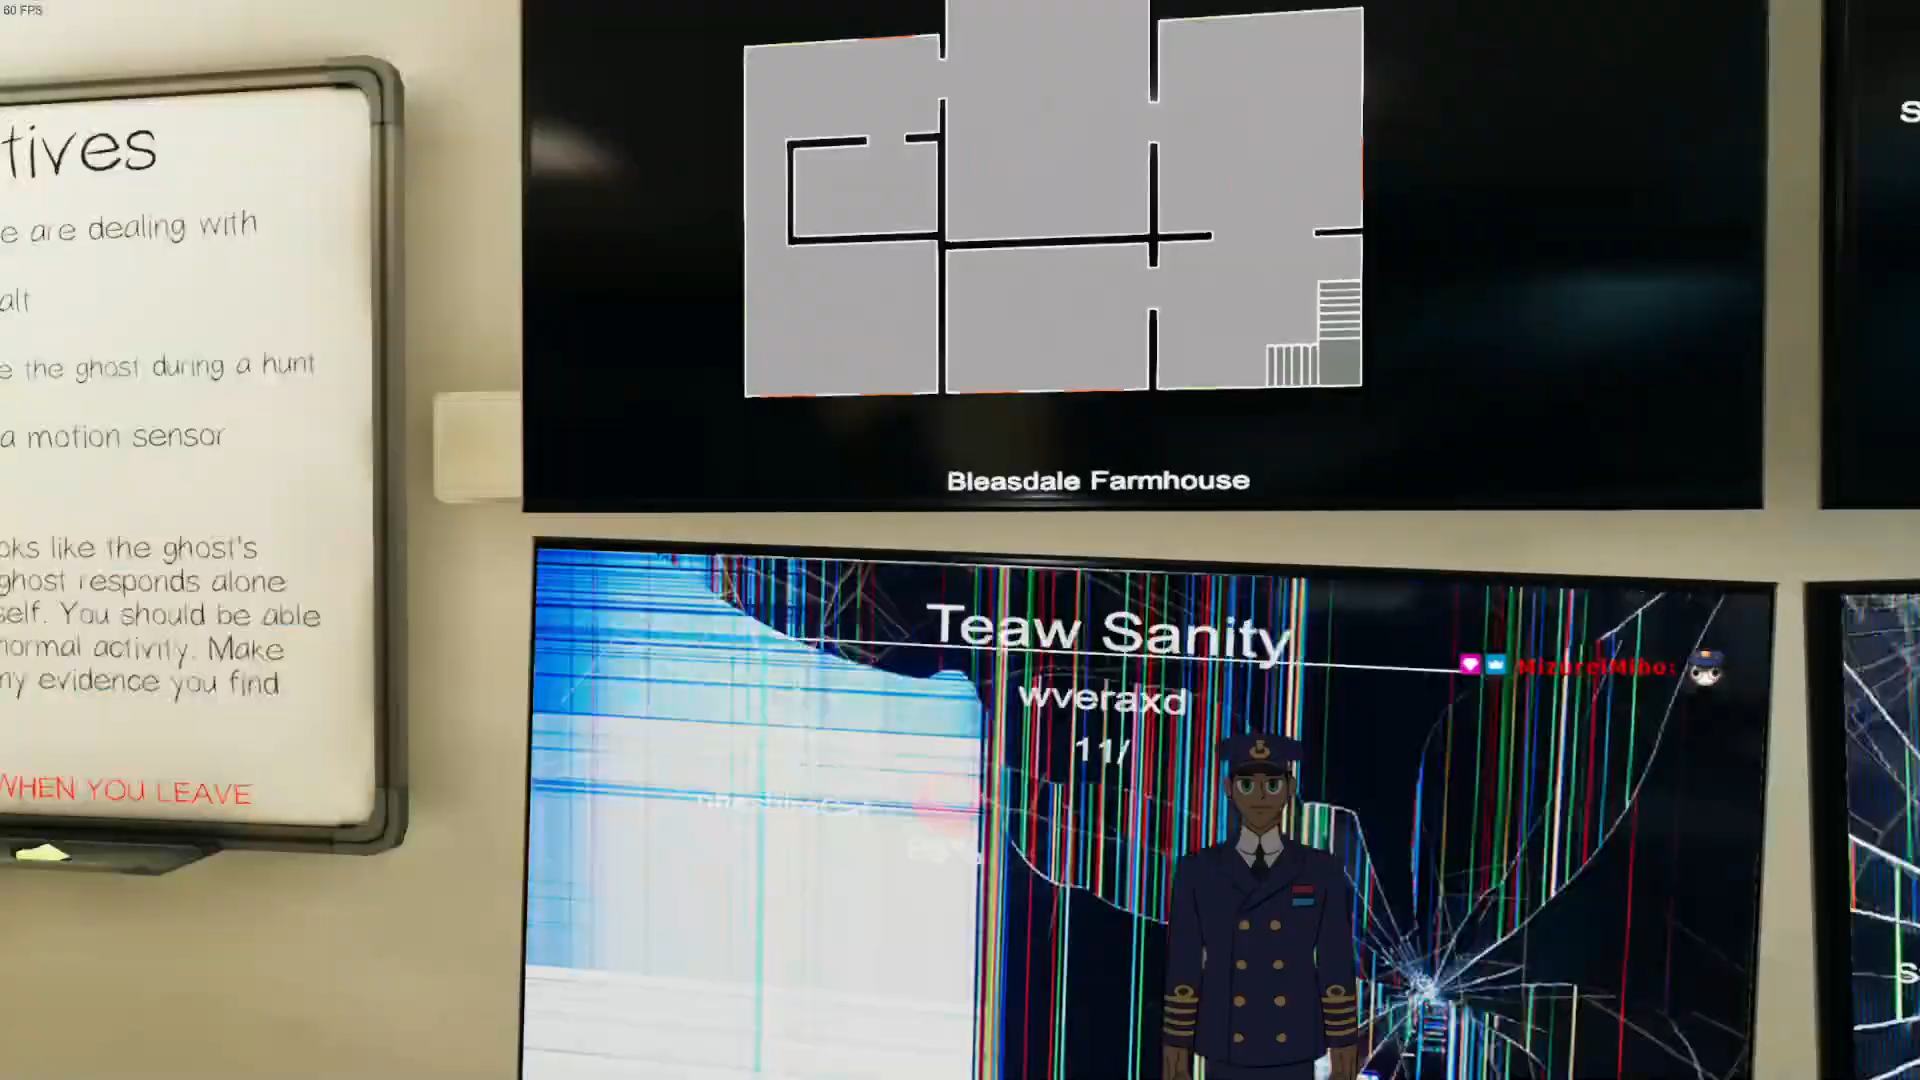 60 FPS
tives
e are dealing with
alt
e the ghost during a hunt
a motion sensor
oks like the ghost's
ghost responds alone
self. You should be able
normal activity. Make
ny evidence you find
WHEN YOU LEAVE
Bleasdale Farmhouse
Teaw Sanity
wveraxd
11/
MizureiMiho:
S
S